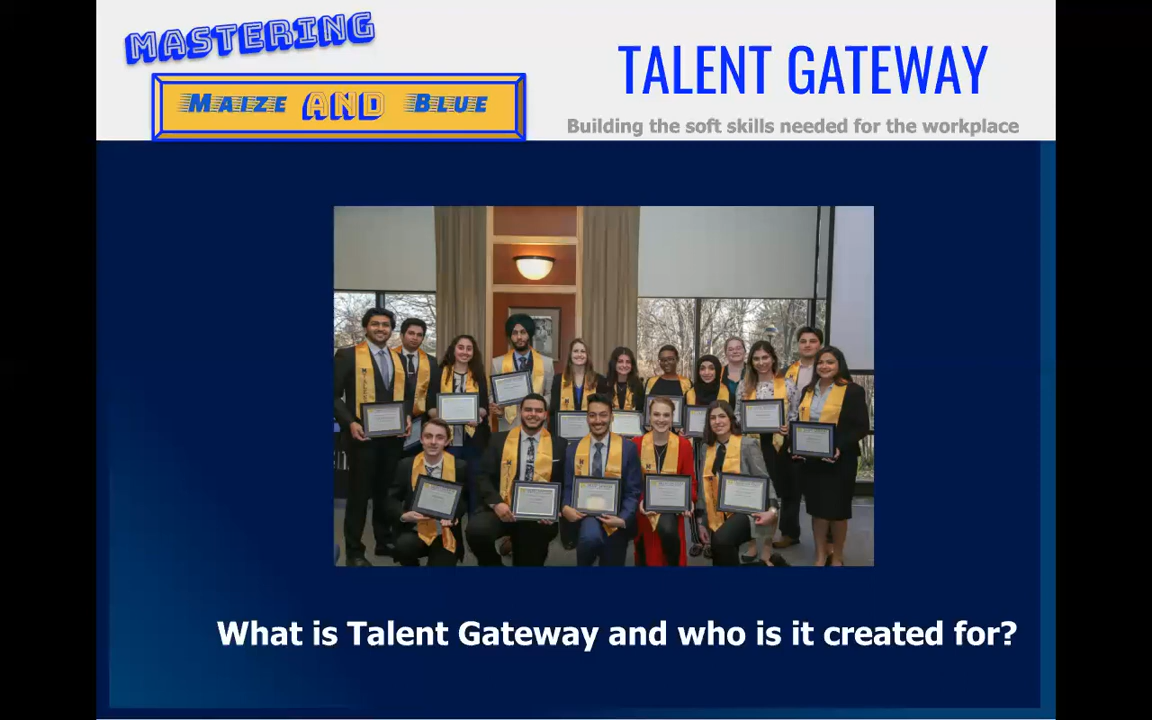 MASTERING
MAIZE AND BLUE
TALENT GATEWAY
Building the soft skills needed for the workplace
What is Talent Gateway and who is it created for?